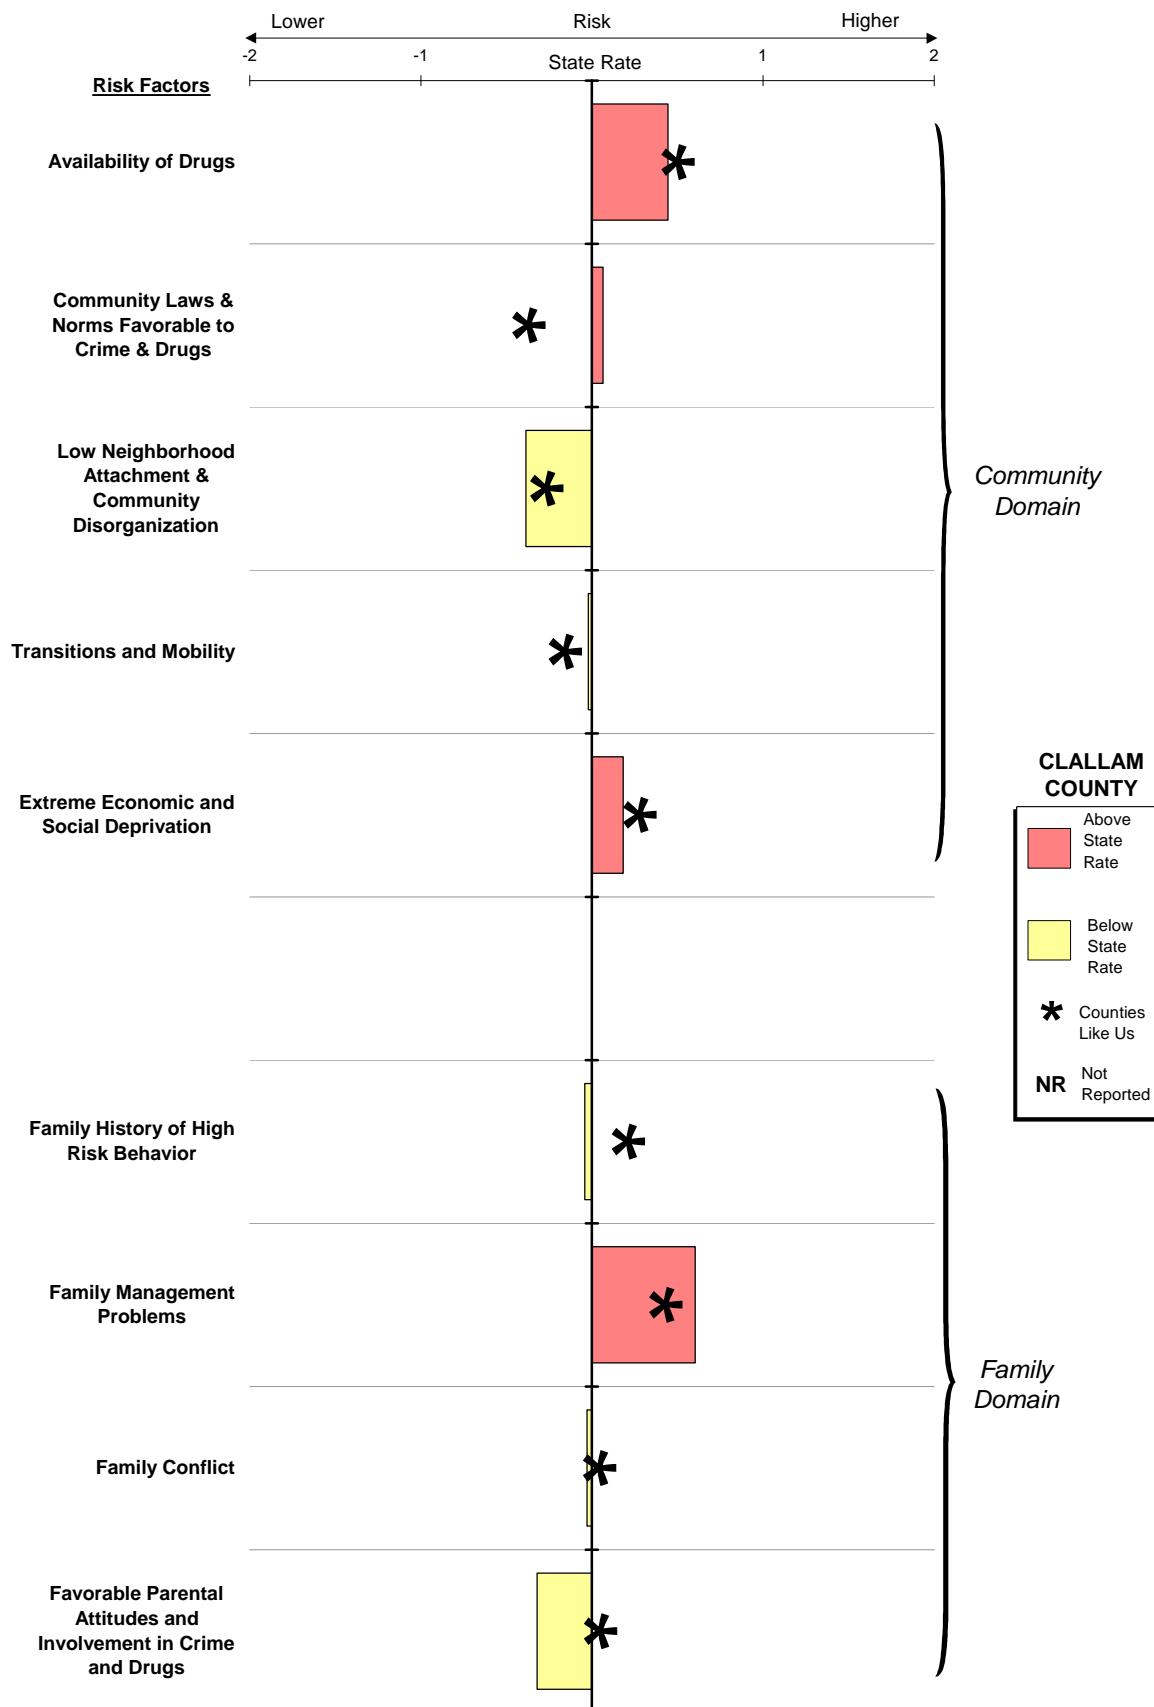 Lower Risk Higher
-2 -1 State Rate 1 2
Risk Factors
Availability of Drugs
Community Laws &
Norms Favorable to
Crime & Drugs
Low Neighborhood
Attachment &
Community
Disorganization
Transitions and Mobility
Extreme Economic and
Social Deprivation
Community
Domain
CLALLAM
COUNTY
Above
State
Rate
Below
State
Rate
* Counties
Like Us
NR Not
Reported
Family History of High
Risk Behavior
Family Management
Problems
Family Conflict
Favorable Parental
Attitudes and
Involvement in Crime
and Drugs
Family
Domain